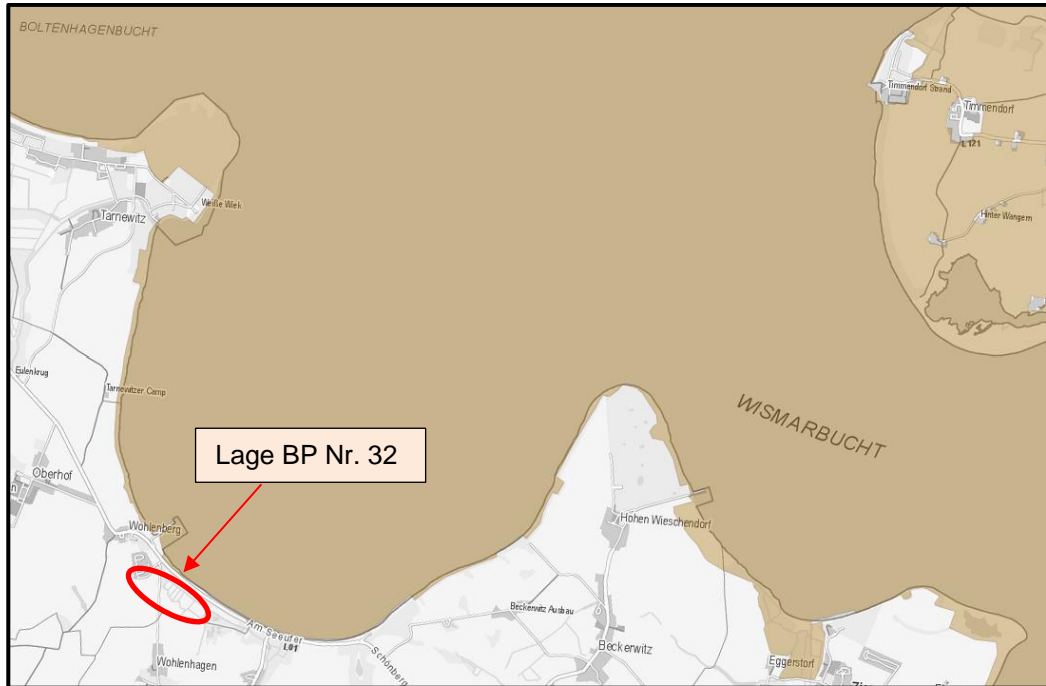 BOLTENHAGENBUCHT
Timmendorf Strand
Timmendorf
L 121
Weiße Wiek
Tarnewitz
Hinter Wangern
Eulenkrug
Tarnewitzer Camp
WISMARBUCHT
Lage BP Nr. 32
Oberhof
Wohlenberg
Hohen Wieschendorf
Am Seeufer
L01
Schönberg
Beckerwitz Ausbau
Beckerwitz
Wohlenhagen
Eggerstorf